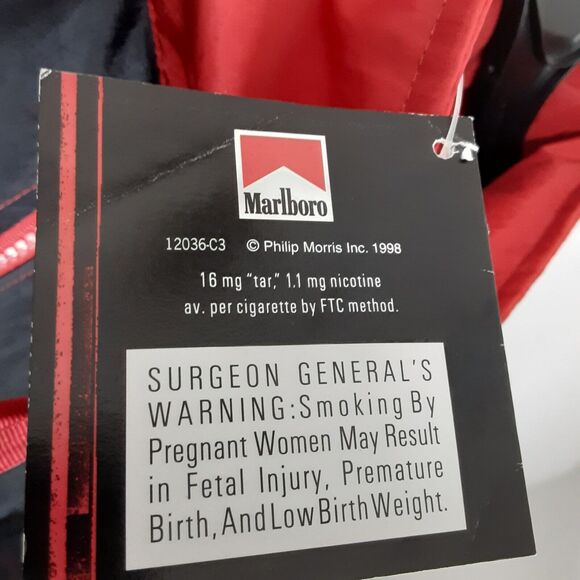 Marlboro
12036-C3 © Philip Morris Inc. 1998
16 mg “tar,” 1.1 mg nicotine
av. per cigarette by FTC method.
SURGEON GENERAL'S
WARNING: Smoking By
Pregnant Women May Result
in Fetal Injury, Premature
Birth, And Low Birth Weight.